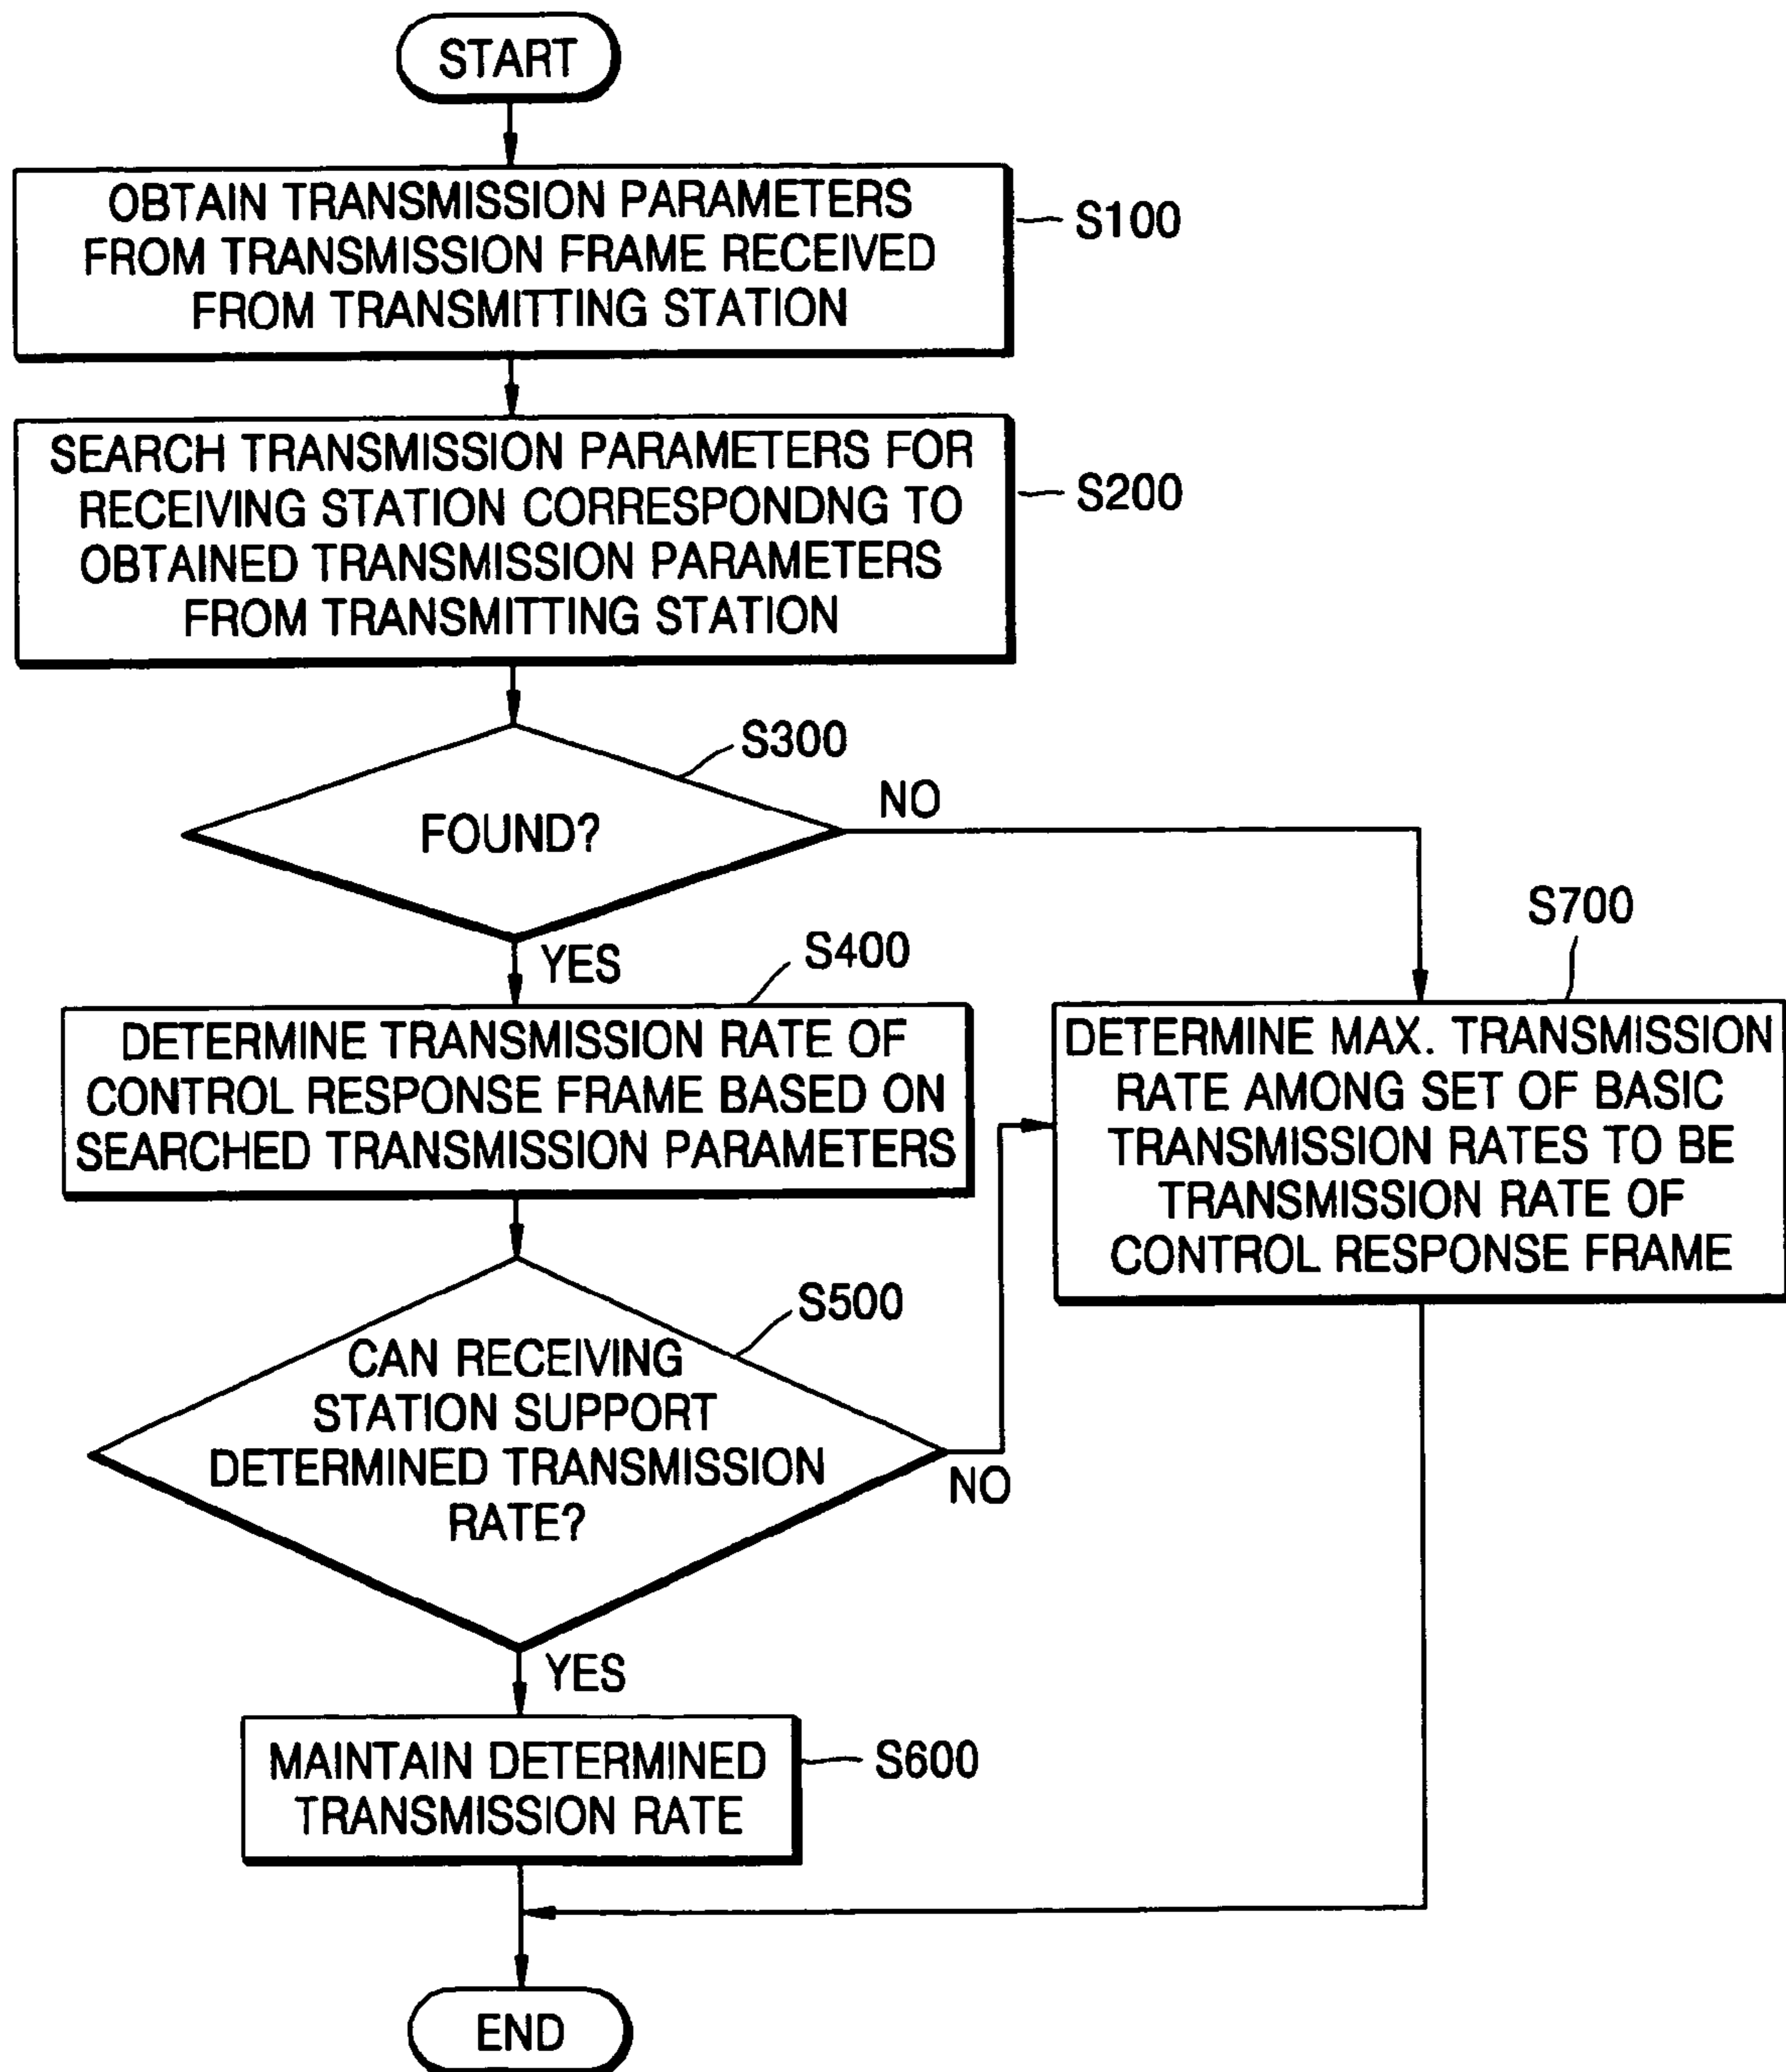 START
OBTAIN TRANSMISSION PARAMETERS
FROM TRANSMISSION FRAME RECEIVED
FROM TRANSMITTING STATION
S100
SEARCH TRANSMISSION PARAMETERS FOR
RECEIVING STATION CORRESPONDNG TO
OBTAINED TRANSMISSION PARAMETERS
FROM TRANSMITTING STATION
S200
S300
FOUND?
NO
YES
S400
DETERMINE TRANSMISSION RATE OF
CONTROL RESPONSE FRAME BASED ON
SEARCHED TRANSMISSION PARAMETERS
S700
DETERMINE MAX. TRANSMISSION
RATE AMONG SET OF BASIC
TRANSMISSION RATES TO BE
TRANSMISSION RATE OF
CONTROL RESPONSE FRAME
S500
CAN RECEIVING
STATION SUPPORT
DETERMINED TRANSMISSION
RATE?
NO
YES
MAINTAIN DETERMINED
TRANSMISSION RATE
S600
END